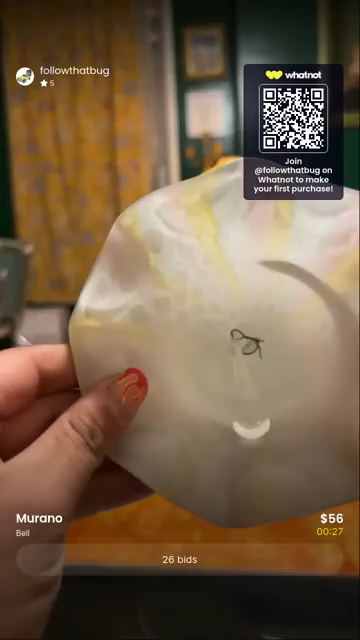 followthatbug
★ 5
whatnot
Join
@followthatbug on
Whatnot to make
your first purchase!
Murano
$56
Bell
00:27
26 bids